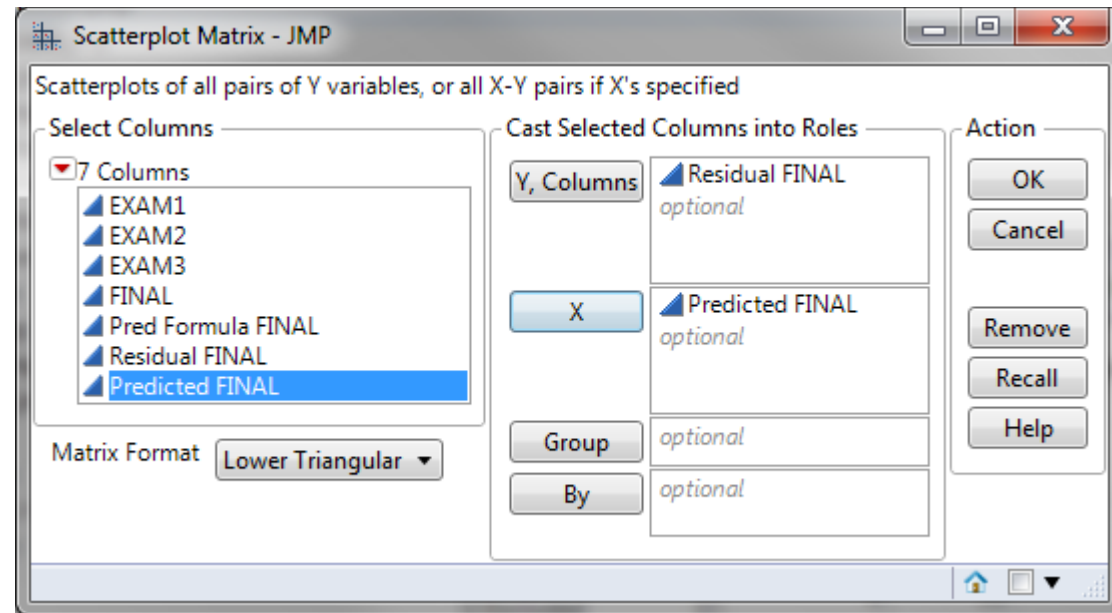 Scatterplot Matrix - JMP
Scatterplots of all pairs of Y variables, or all X-Y pairs if X's specified
Select Columns
7 Columns
EXAM1
EXAM2
EXAM3
FINAL
Pred Formula FINAL
Residual FINAL
Predicted FINAL
Matrix Format
Lower Triangular
Cast Selected Columns into Roles
Y, Columns
Residual FINAL
optional
X
Predicted FINAL
optional
Group
optional
By
optional
Action
OK
Cancel
Remove
Recall
Help